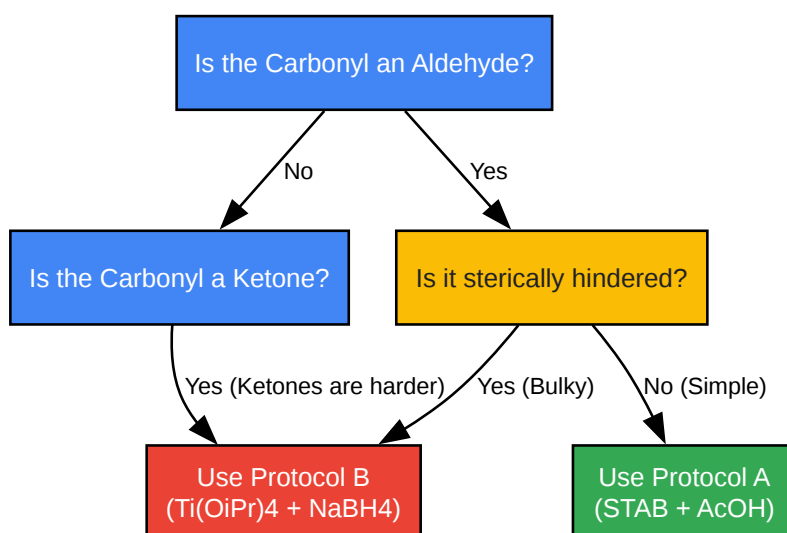 Is the Carbonyl an Aldehyde?
No
Yes
Is the Carbonyl a Ketone?
Is it sterically hindered?
Yes (Ketones are harder)
Yes (Bulky)
No (Simple)
Use Protocol B
(Ti(OiPr)4 + NaBH4)
Use Protocol A
(STAB + AcOH)